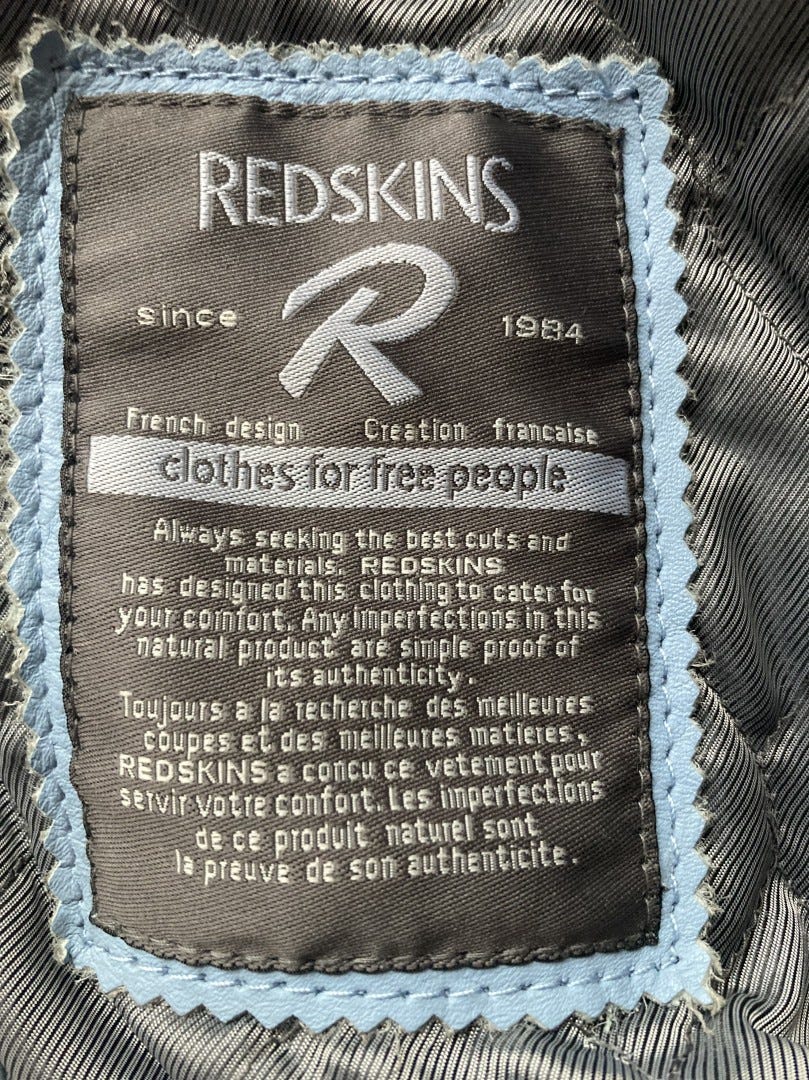 REDSKINS
R
since 1984
French design Creation francaise
clothes for free people
Always seeking the best cuts and
materials, REDSKINS
has designed this clothing to cater for
your comfort. Any imperfections in this
natural product are simple proof of
its authenticity.
Toujours a la recherche des meilleures
coupes et des meilleures matieres,
REDSKINS a concu ce vetement pour
servir votre confort. Les imperfections
de ce produit naturel sont
la preuve de son authenticite.